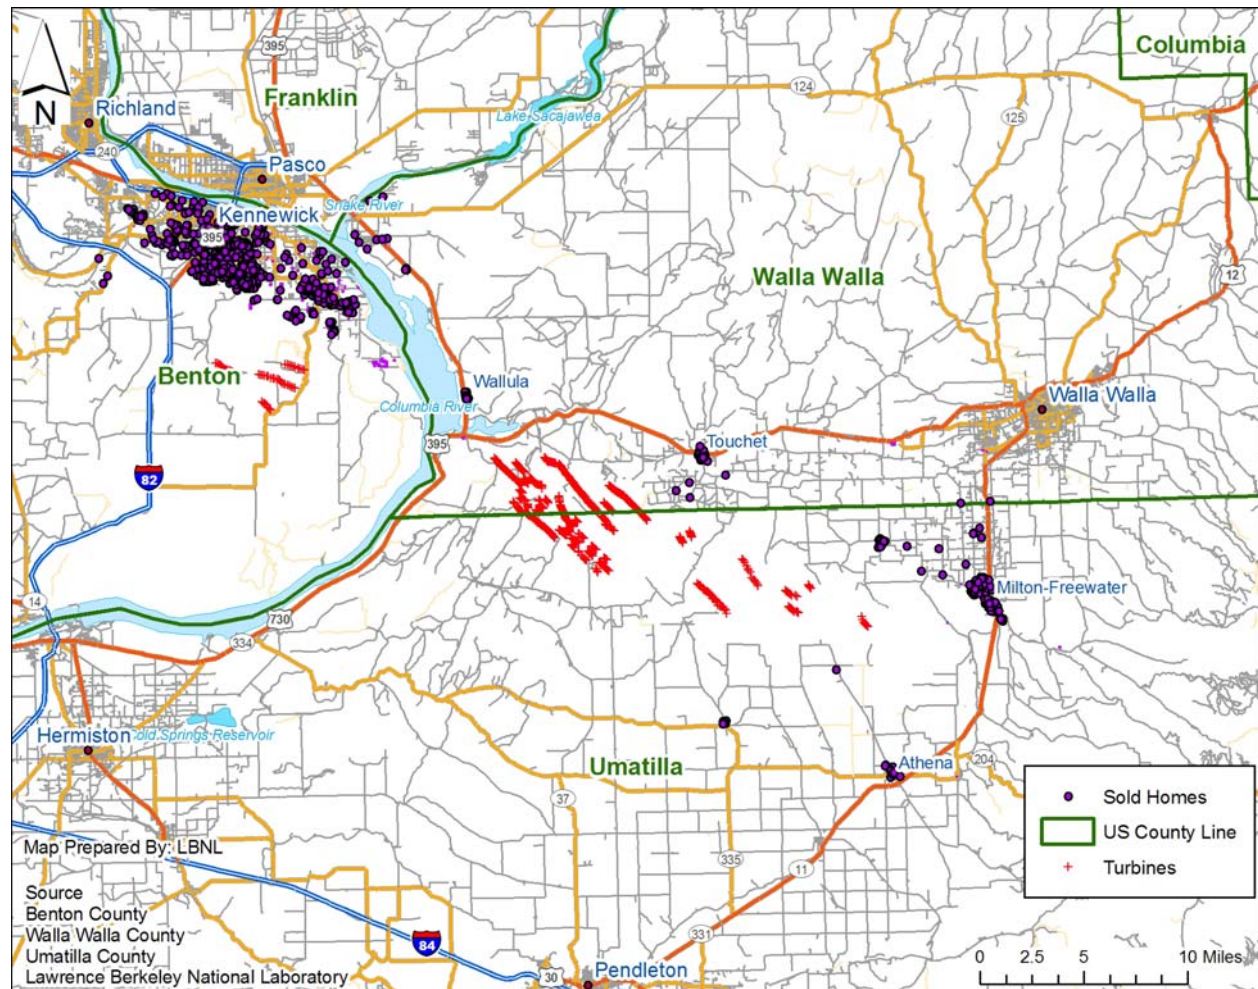 Columbia
395
Richland
Franklin
124
N
Lake Sacajawea
125
240
Pasco
Snake River
Kennewick
395
Walla Walla
12
Benton
Wallula
Walla Walla
Columbia River
395
Touchet
82
Milton-Freewater
14
730
334
Hermiston
old Springs Reservoir
Umatilla
Athena
204
37
Map Prepared By: LBNL
335
11
Sold Homes
US County Line
Turbines
Source
Benton County
Walla Walla County
Umatilla County
Lawrence Berkeley National Laboratory
84
331
30
Pendleton
0 2.5 5 10 Miles